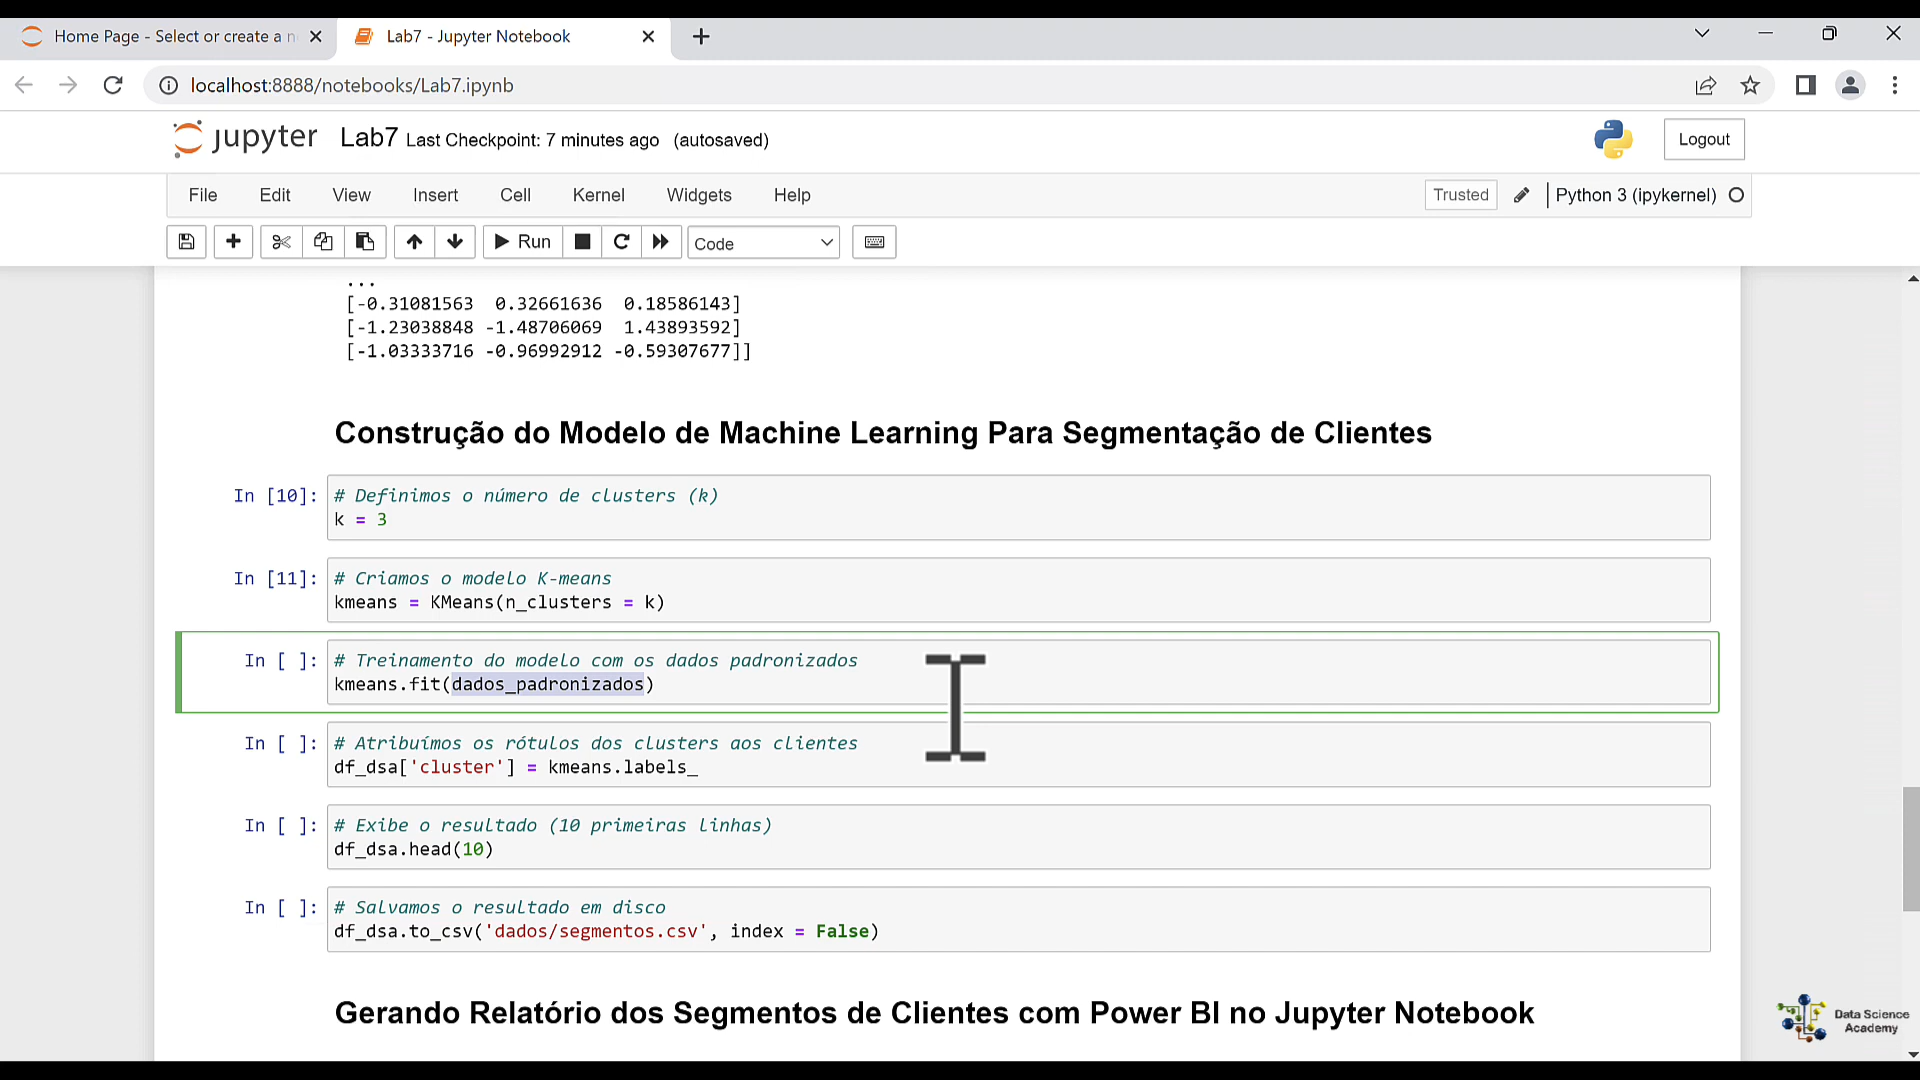 Home Page - Select or create a n
Lab7 - Jupyter Notebook
localhost:8888/notebooks/Lab7.ipynb
jupyter Lab7 Last Checkpoint: 7 minutes ago (autosaved)
Logout
File Edit View Insert Cell Kernel Widgets Help
Trusted
Python 3 (ipykernel)
Run
Code
...
[-0.31081563 0.32661636 0.18586143]
[-1.23038848 -1.48706069 1.43893592]
[-1.03333716 -0.96992912 -0.59307677]]
Construção do Modelo de Machine Learning Para Segmentação de Clientes
In [10]: # Definimos o número de clusters (k)
k = 3
In [11]: # Criamos o modelo K-means
kmeans = KMeans(n_clusters = k)
In [ ]: # Treinamento do modelo com os dados padronizados
kmeans.fit(dados_padronizados)
In [ ]: # Atribuímos os rótulos dos clusters aos clientes
df_dsa['cluster'] = kmeans.labels_
In [ ]: # Exibe o resultado (10 primeiras linhas)
df_dsa.head(10)
In [ ]: # Salvamos o resultado em disco
df_dsa.to_csv('dados/segmentos.csv', index = False)
Gerando Relatório dos Segmentos de Clientes com Power BI no Jupyter Notebook
Data Science
Academy